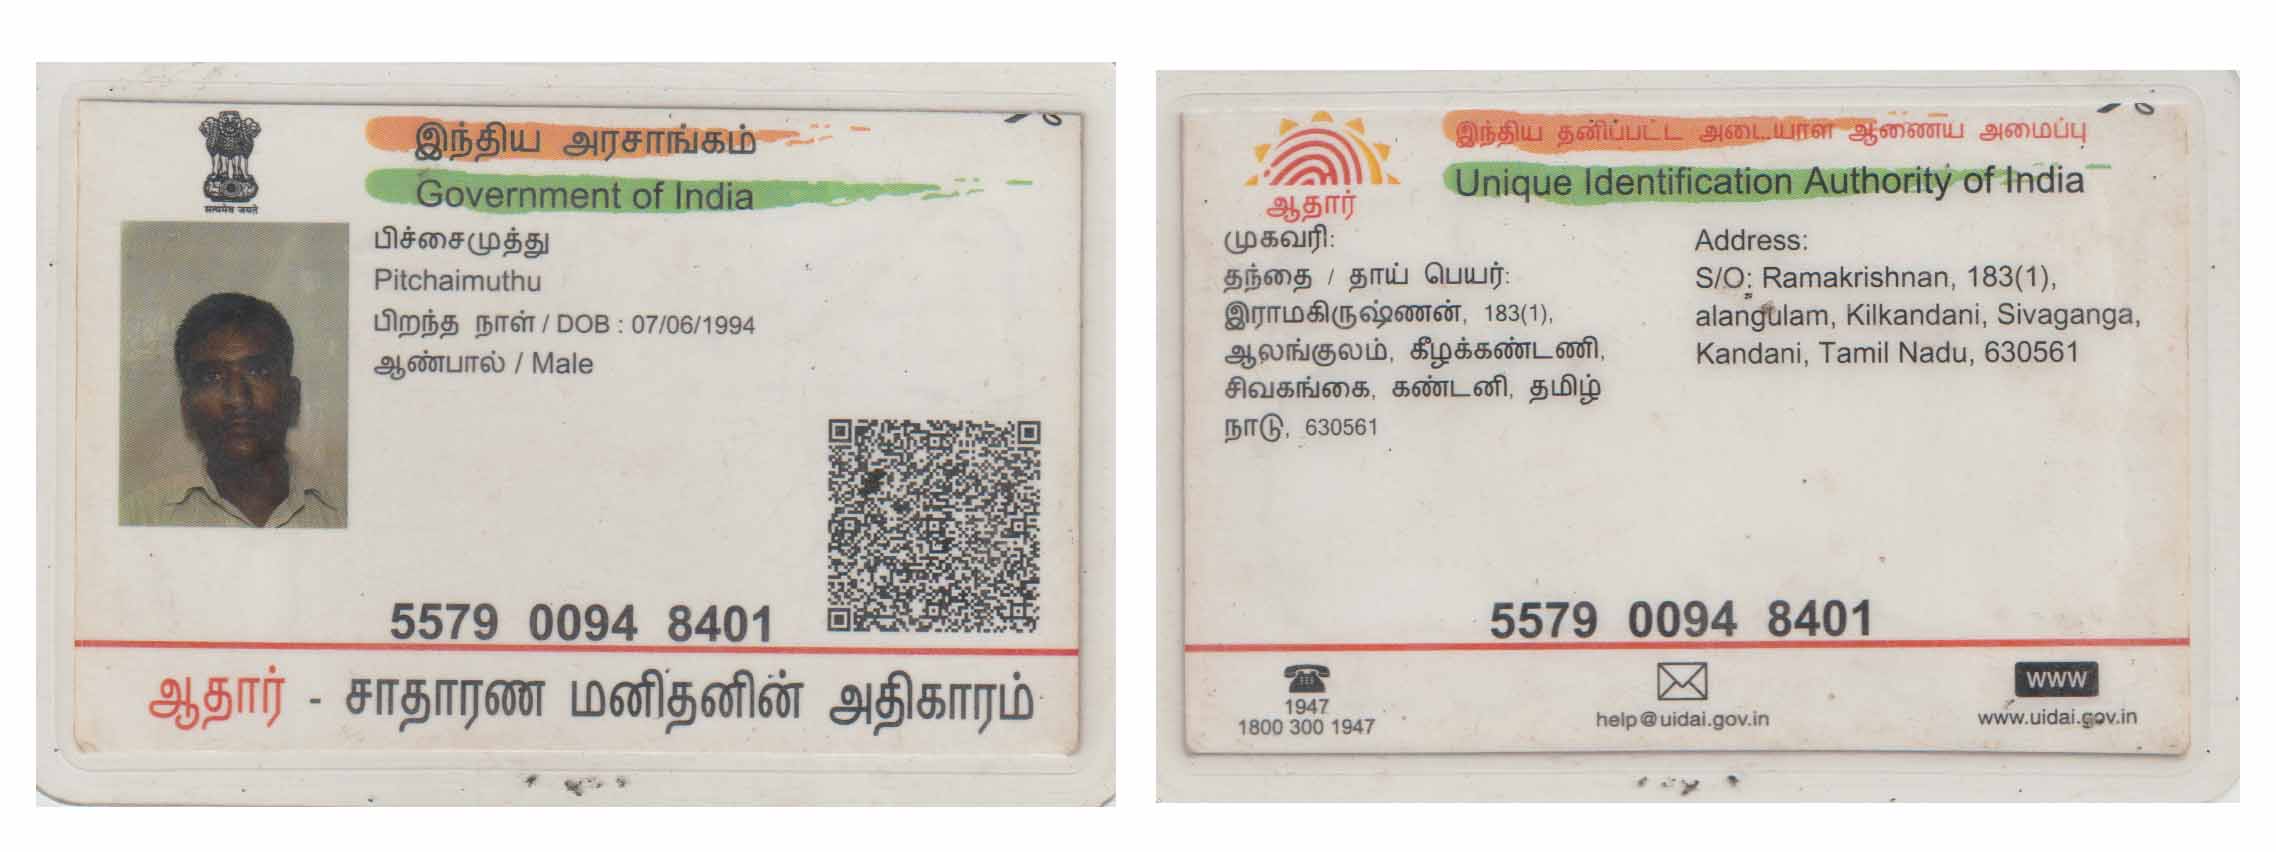 இந்திய அரசாங்கம்
Government of India
सत्यमेव जयते
பிச்சைமுத்து
Pitchaimuthu
பிறந்த நாள் / DOB : 07/06/1994
ஆண்பால் / Male
5579 0094 8401
ஆதார் - சாதாரண மனிதனின் அதிகாரம்
இந்திய தனிப்பட்ட அடையாள ஆணைய அமைப்பு
Unique Identification Authority of India
ஆதார்
முகவரி:
தந்தை / தாய் பெயர்:
இராமகிருஷ்ணன், 183(1),
ஆலங்குலம், கீழக்கண்டணி,
சிவகங்கை, கண்டனி, தமிழ்
நாடு, 630561
Address:
S/O: Ramakrishnan, 183(1),
alangulam, Kilkandani, Sivaganga,
Kandani, Tamil Nadu, 630561
5579 0094 8401
1947
1800 300 1947
help@uidai.gov.in
www
www.uidai.gov.in